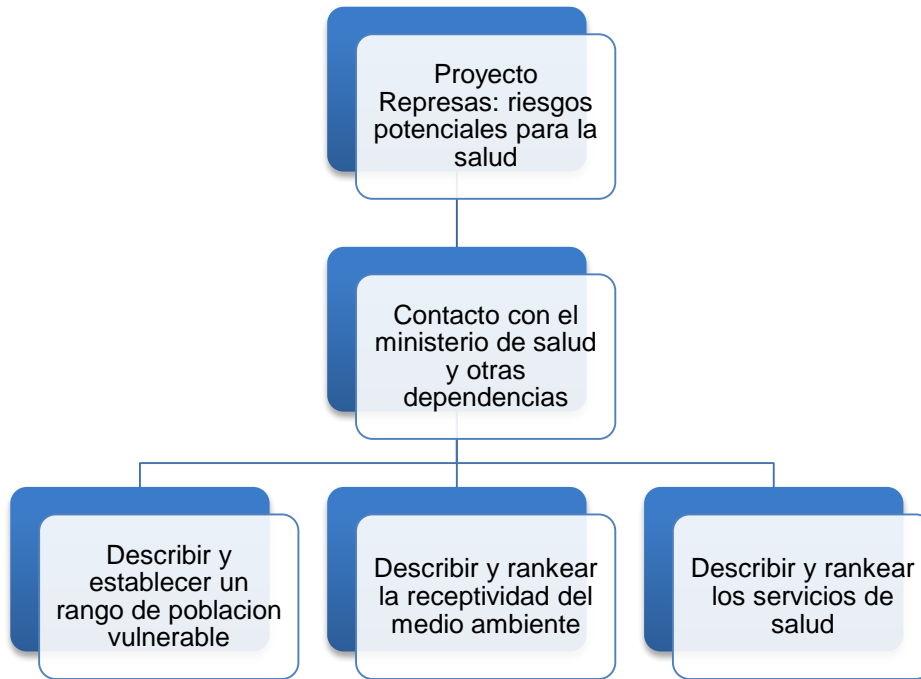 Proyecto
Represas: riesgos
potenciales para la
salud
Contacto con el
ministerio de salud
y otras
dependencias
Describir y
establecer un
rango de poblacion
vulnerable
Describir y rankear
la receptividad del
medio ambiente
Describir y rankear
los servicios de
salud